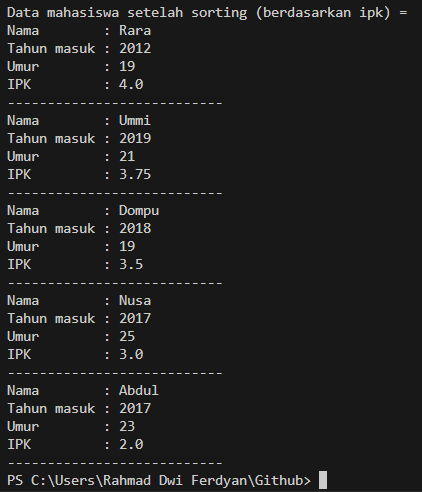 Data mahasiswa setelah sorting (berdasarkan ipk) =
Nama        : Rara
Tahun masuk : 2012
Umur        : 19
IPK         : 4.0
---------------------------
Nama        : Ummi
Tahun masuk : 2019
Umur        : 21
IPK         : 3.75
---------------------------
Nama        : Dompu
Tahun masuk : 2018
Umur        : 19
IPK         : 3.5
---------------------------
Nama        : Nusa
Tahun masuk : 2017
Umur        : 25
IPK         : 3.0
---------------------------
Nama        : Abdul
Tahun masuk : 2017
Umur        : 23
IPK         : 2.0
---------------------------
PS C:\Users\Rahmad Dwi Ferdyan\Github>